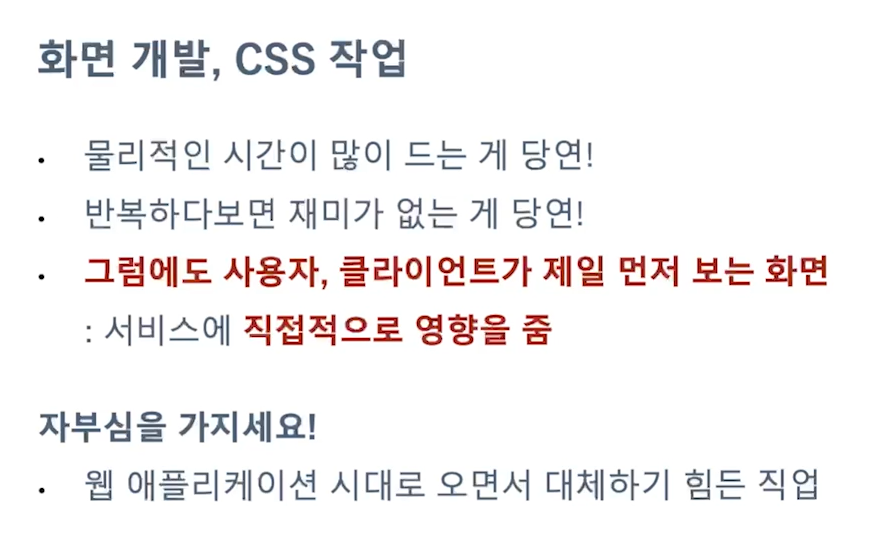 화면 개발, CSS 작업
• 물리적인 시간이 많이 드는 게 당연!
• 반복하다보면 재미가 없는 게 당연!
• 그럼에도 사용자, 클라이언트가 제일 먼저 보는 화면
: 서비스에 직접적으로 영향을 줌
자부심을 가지세요!
• 웹 애플리케이션 시대로 오면서 대체하기 힘든 직업